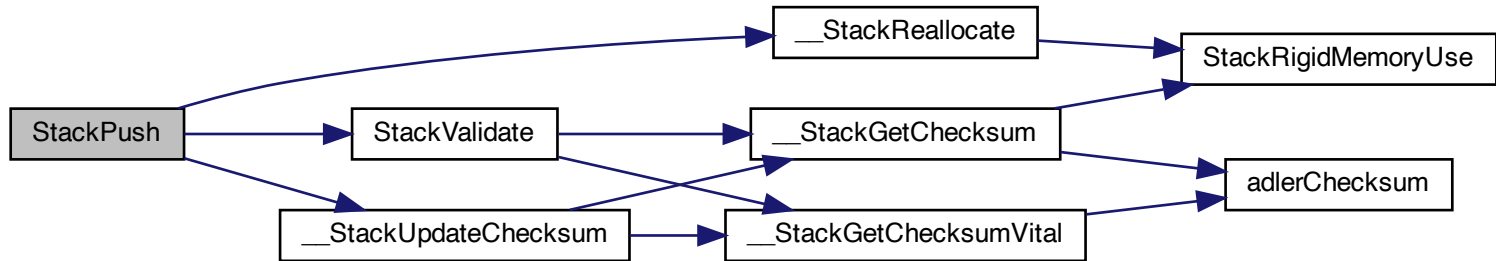 __StackReallocate
StackRigidMemoryUse
StackPush
StackValidate
__StackGetChecksum
adlerChecksum
__StackUpdateChecksum
__StackGetChecksumVital